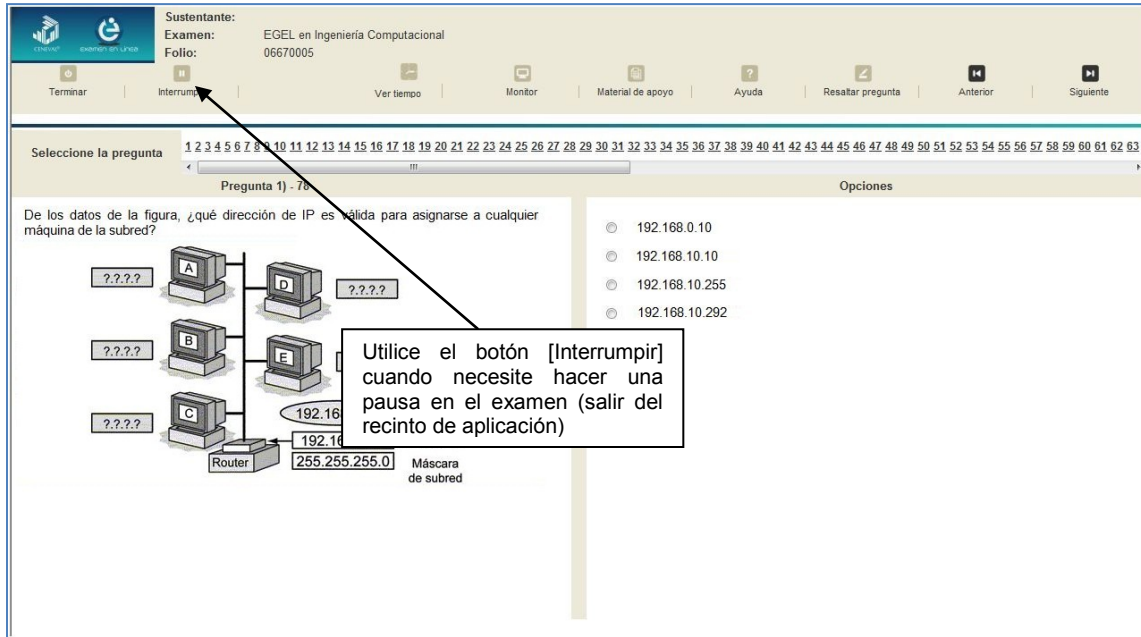 Sustentante:
Examen: EGEL en Ingeniería Computacional
Folio: 06670005
CENEVAL
Terminar Interrumpir Ver tiempo Monitor Material de apoyo Ayuda Resaltar pregunta Anterior Siguiente
Seleccione la pregunta 1 2 3 4 5 6 7 8 9 10 11 12 13 14 15 16 17 18 19 20 21 22 23 24 25 26 27 28 29 30 31 32 33 34 35 36 37 38 39 40 41 42 43 44 45 46 47 48 49 50 51 52 53 54 55 56 57 58 59 60 61 62 63
Pregunta 1) - 78
Opciones
De los datos de la figura, ¿qué dirección de IP es válida para asignarse a cualquier
máquina de la subred?
?.?.?.? A
D ?.?.?.?
?.?.?.? B
E
?.?.?.? C
192.16
192.16
Router 255.255.255.0 Máscara
de subred
192.168.0.10
192.168.10.10
192.168.10.255
192.168.10.292
Utilice el botón [Interrumpir]
cuando necesite hacer una
pausa en el examen (salir del
recinto de aplicación)